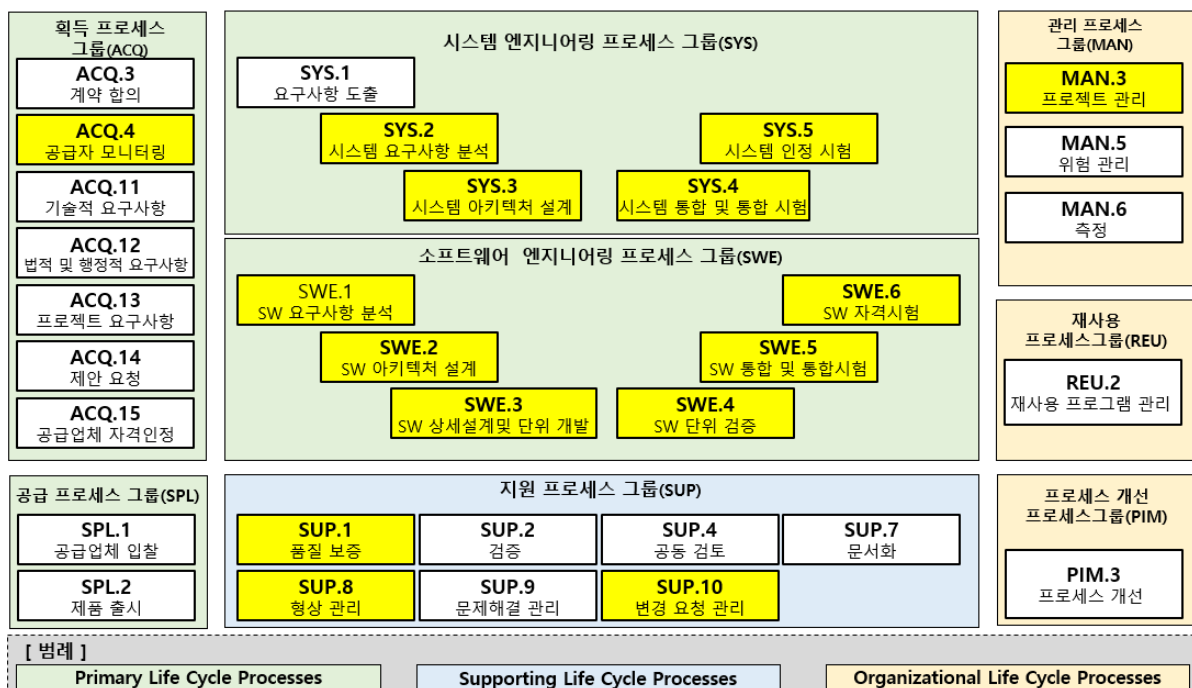 획득 프로세스
그룹(ACQ)
ACQ.3
계약 합의
ACQ.4
공급자 모니터링
ACQ.11
기술적 요구사항
ACQ.12
법적 및 행정적 요구사항
ACQ.13
프로젝트 요구사항
ACQ.14
제안 요청
ACQ.15
공급업체 자격인정
시스템 엔지니어링 프로세스 그룹(SYS)
SYS.1
요구사항 도출
SYS.2
시스템 요구사항 분석
SYS.5
시스템 인정 시험
SYS.3
시스템 아키텍처 설계
SYS.4
시스템 통합 및 통합 시험
소프트웨어 엔지니어링 프로세스 그룹(SWE)
SWE.1
SW 요구사항 분석
SWE.6
SW 자격시험
SWE.2
SW 아키텍처 설계
SWE.5
SW 통합 및 통합시험
SWE.3
SW 상세설계및 단위 개발
SWE.4
SW 단위 검증
관리 프로세스
그룹(MAN)
MAN.3
프로젝트 관리
MAN.5
위험 관리
MAN.6
측정
재사용
프로세스그룹(REU)
REU.2
재사용 프로그램 관리
공급 프로세스 그룹(SPL)
SPL.1
공급업체 입찰
SPL.2
제품 출시
지원 프로세스 그룹(SUP)
SUP.1
품질 보증
SUP.2
검증
SUP.4
공동 검토
SUP.7
문서화
SUP.8
형상 관리
SUP.9
문제해결 관리
SUP.10
변경 요청 관리
프로세스 개선
프로세스그룹(PIM)
PIM.3
프로세스 개선
[ 범례 ]
Primary Life Cycle Processes
Supporting Life Cycle Processes
Organizational Life Cycle Processes